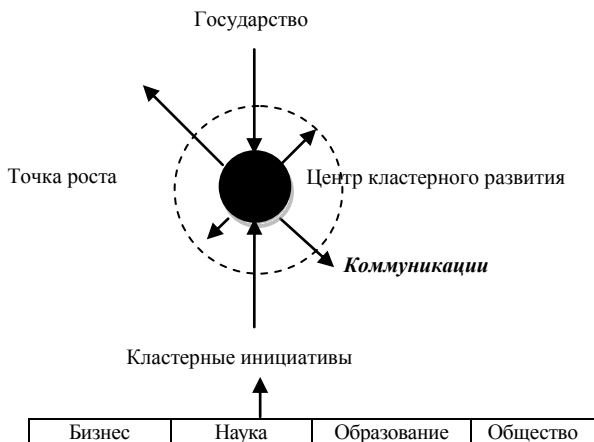 Государство
Точка роста
Центр кластерного развития
Коммуникации
Кластерные инициативы
Бизнес Наука Образование Общество